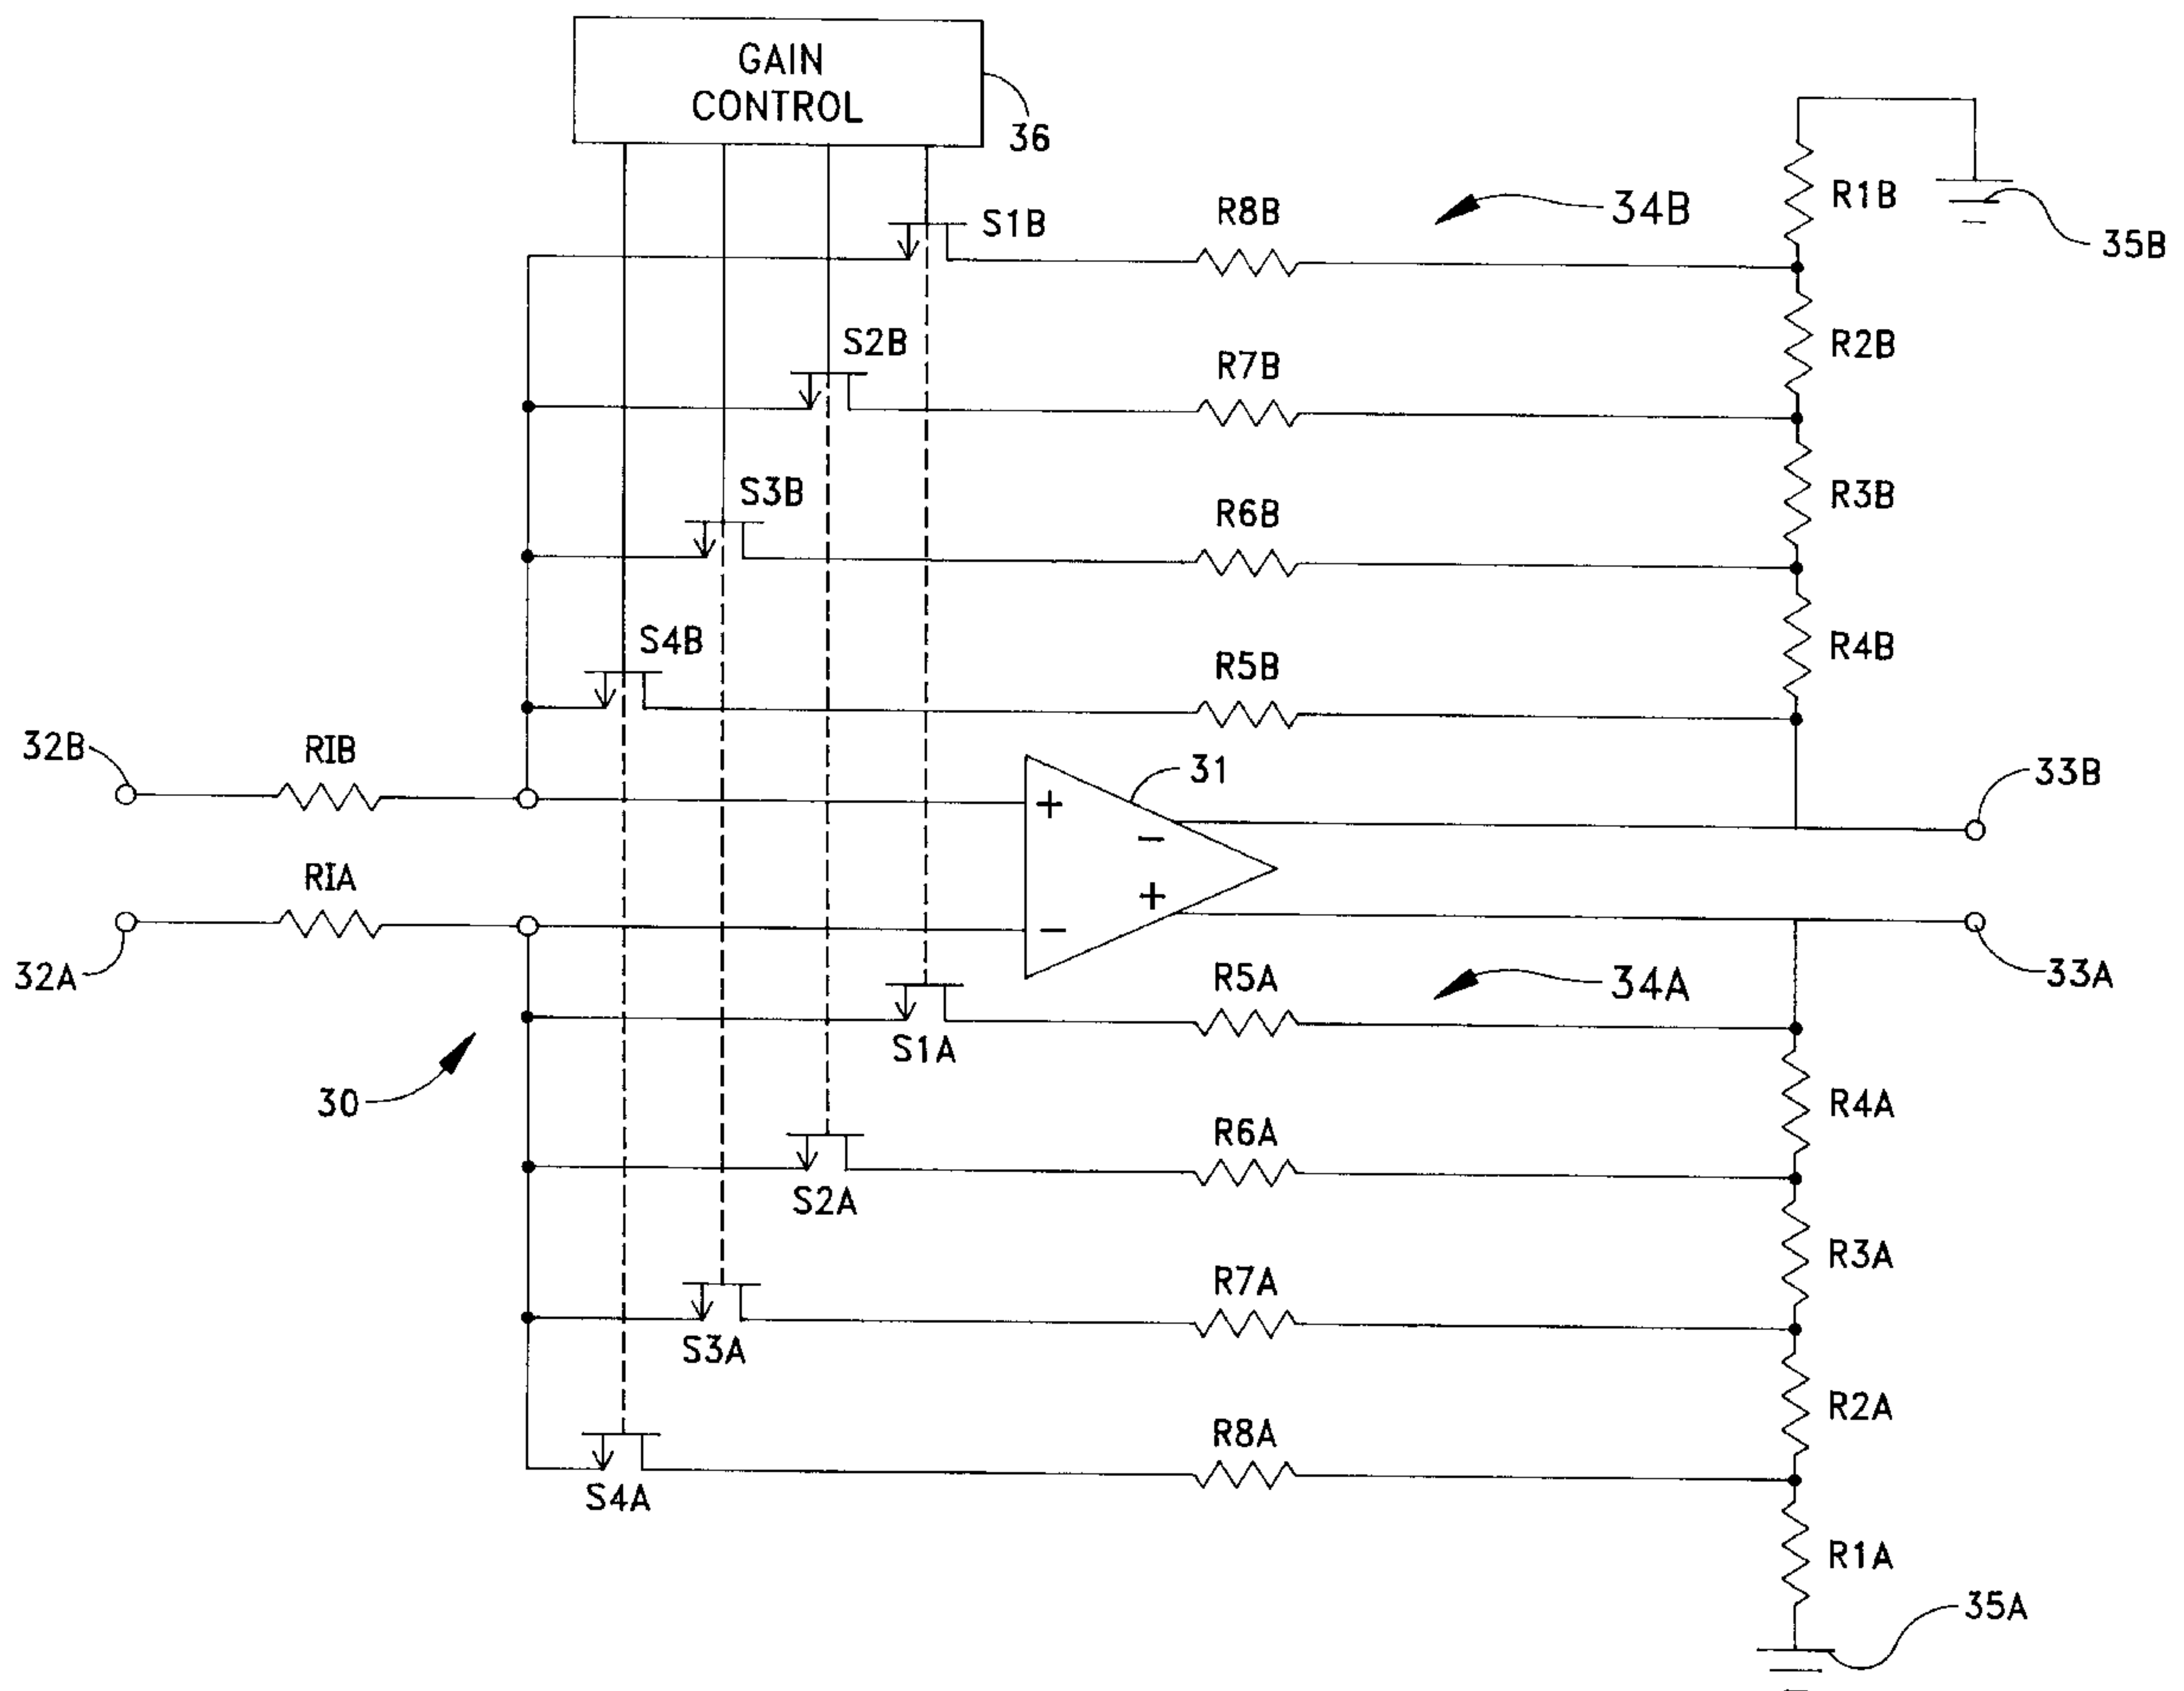 GAIN
CONTROL
36
R1B
35B
S1B
R8B
34B
S2B
R7B
R2B
S3B
R6B
R3B
S4B
R5B
R4B
32B
RIB
31
33B
+
−
RIA
+
−
32A
33A
R5A
34A
S1A
30
R4A
R6A
S2A
R3A
R7A
S3A
R2A
R8A
S4A
R1A
35A